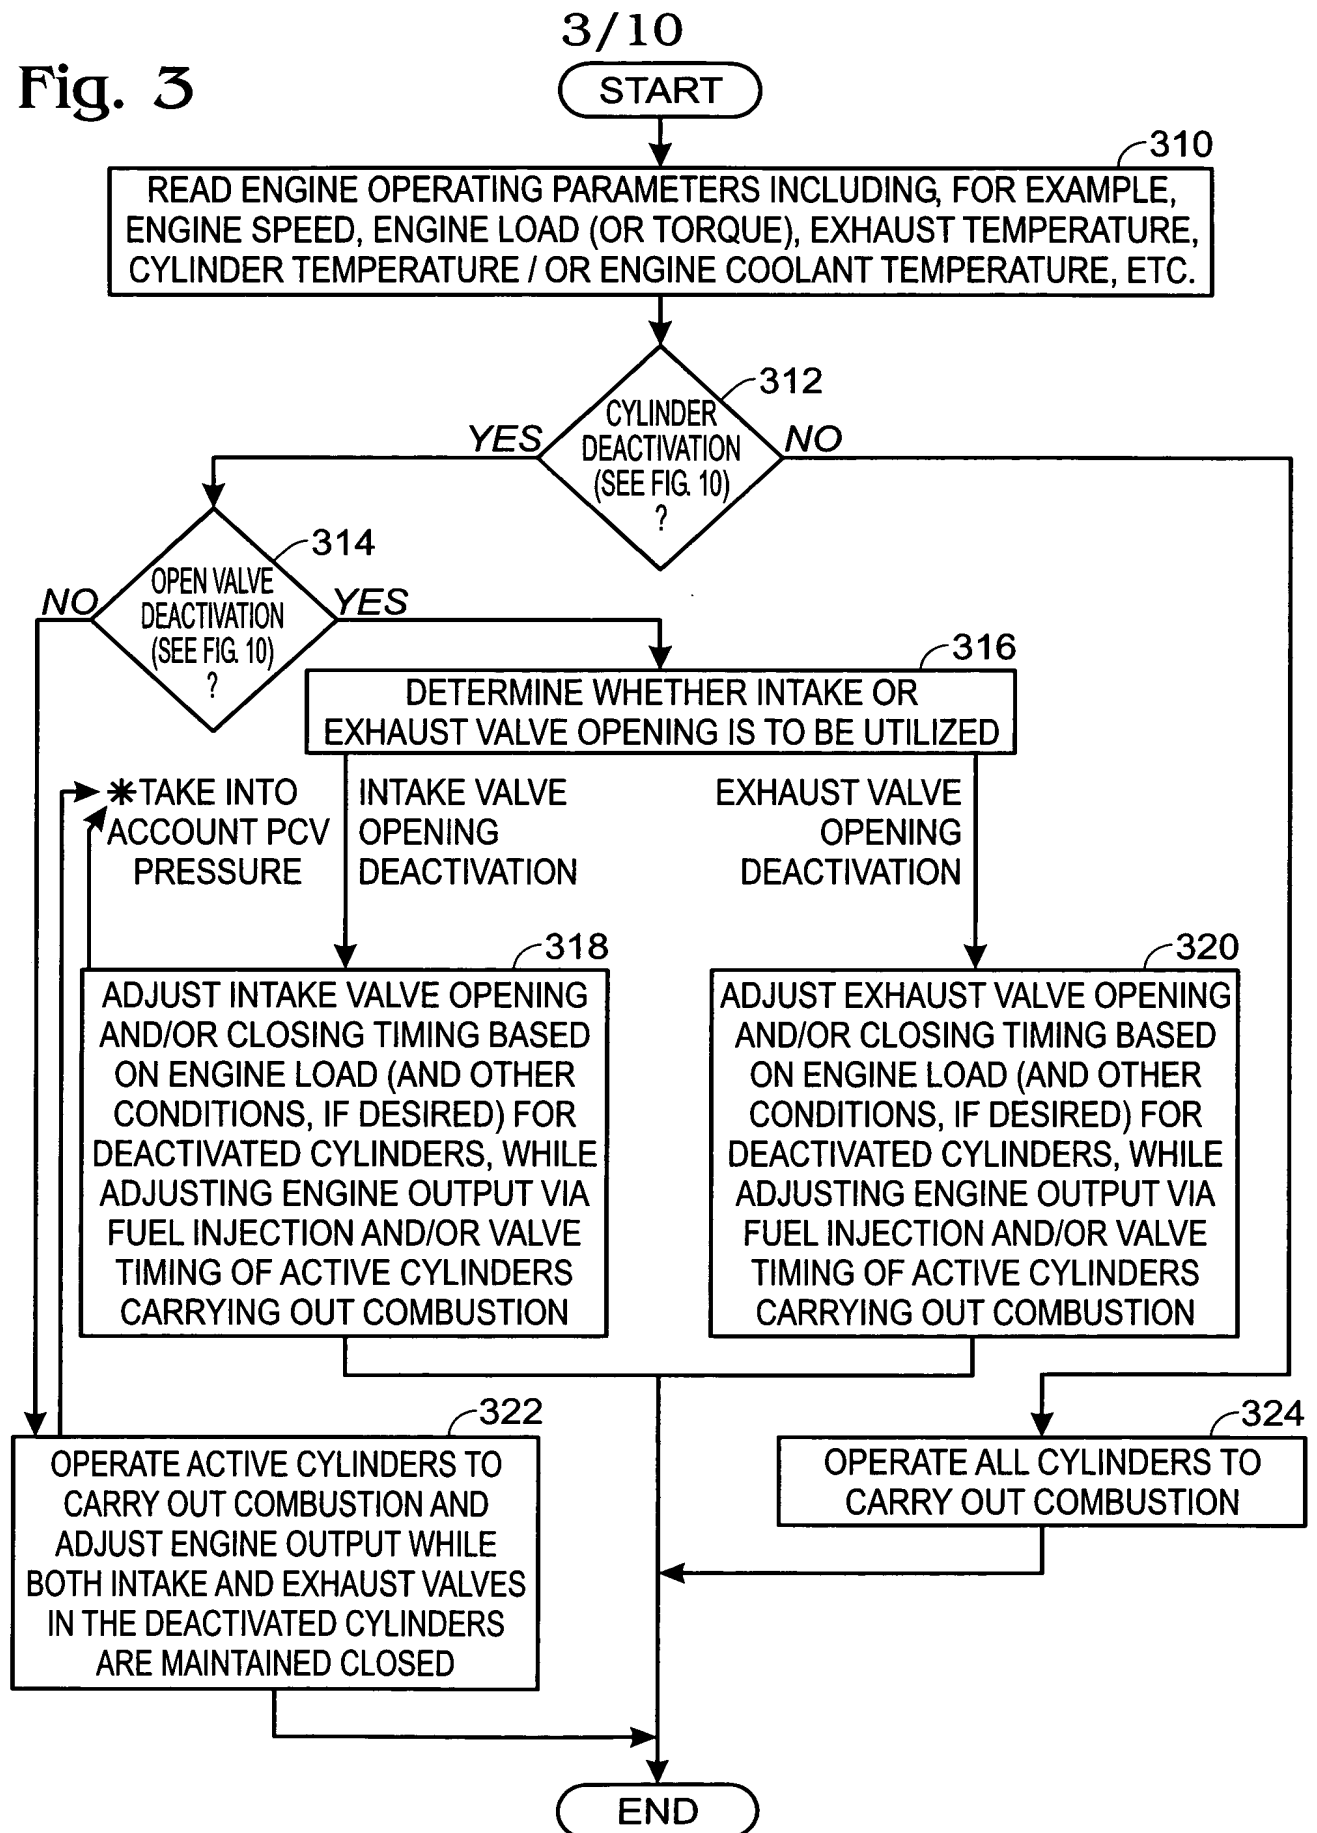 3/10
Fig. 3
START
310
READ ENGINE OPERATING PARAMETERS INCLUDING, FOR EXAMPLE,
ENGINE SPEED, ENGINE LOAD (OR TORQUE), EXHAUST TEMPERATURE,
CYLINDER TEMPERATURE / OR ENGINE COOLANT TEMPERATURE, ETC.
312
CYLINDER
DEACTIVATION
(SEE FIG. 10)
?
YES
NO
314
OPEN VALVE
DEACTIVATION
(SEE FIG. 10)
?
NO
YES
316
DETERMINE WHETHER INTAKE OR
EXHAUST VALVE OPENING IS TO BE UTILIZED
*TAKE INTO
ACCOUNT PCV
PRESSURE
INTAKE VALVE
OPENING
DEACTIVATION
EXHAUST VALVE
OPENING
DEACTIVATION
318
ADJUST INTAKE VALVE OPENING
AND/OR CLOSING TIMING BASED
ON ENGINE LOAD (AND OTHER
CONDITIONS, IF DESIRED) FOR
DEACTIVATED CYLINDERS, WHILE
ADJUSTING ENGINE OUTPUT VIA
FUEL INJECTION AND/OR VALVE
TIMING OF ACTIVE CYLINDERS
CARRYING OUT COMBUSTION
320
ADJUST EXHAUST VALVE OPENING
AND/OR CLOSING TIMING BASED
ON ENGINE LOAD (AND OTHER
CONDITIONS, IF DESIRED) FOR
DEACTIVATED CYLINDERS, WHILE
ADJUSTING ENGINE OUTPUT VIA
FUEL INJECTION AND/OR VALVE
TIMING OF ACTIVE CYLINDERS
CARRYING OUT COMBUSTION
322
OPERATE ACTIVE CYLINDERS TO
CARRY OUT COMBUSTION AND
ADJUST ENGINE OUTPUT WHILE
BOTH INTAKE AND EXHAUST VALVES
IN THE DEACTIVATED CYLINDERS
ARE MAINTAINED CLOSED
324
OPERATE ALL CYLINDERS TO
CARRY OUT COMBUSTION
END